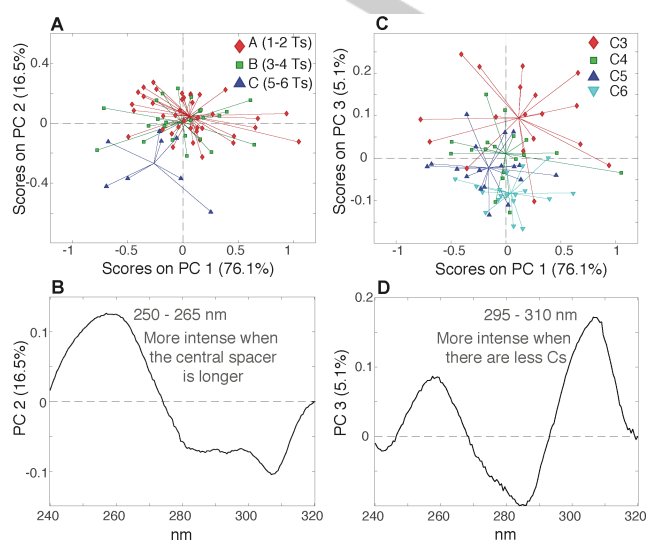 A
A (1-2 Ts)
B (3-4 Ts)
C (5-6 Ts)
Scores on PC 2 (16.5%)
0.4
0
-0.4
-1
-0.5
0
0.5
1
Scores on PC 1 (76.1%)
C
C3
C4
C5
C6
Scores on PC 3 (5.1%)
0.2
0.1
0
-0.1
-1
-0.5
0
0.5
1
Scores on PC 1 (76.1%)
B
250 - 265 nm
More intense when
the central spacer
is longer
PC 2 (16.5%)
0.1
0
-0.1
240
260
280
300
320
nm
D
295 - 310 nm
More intense when
there are less Cs
PC 3 (5.1%)
0.2
0.1
0
240
260
280
300
320
nm